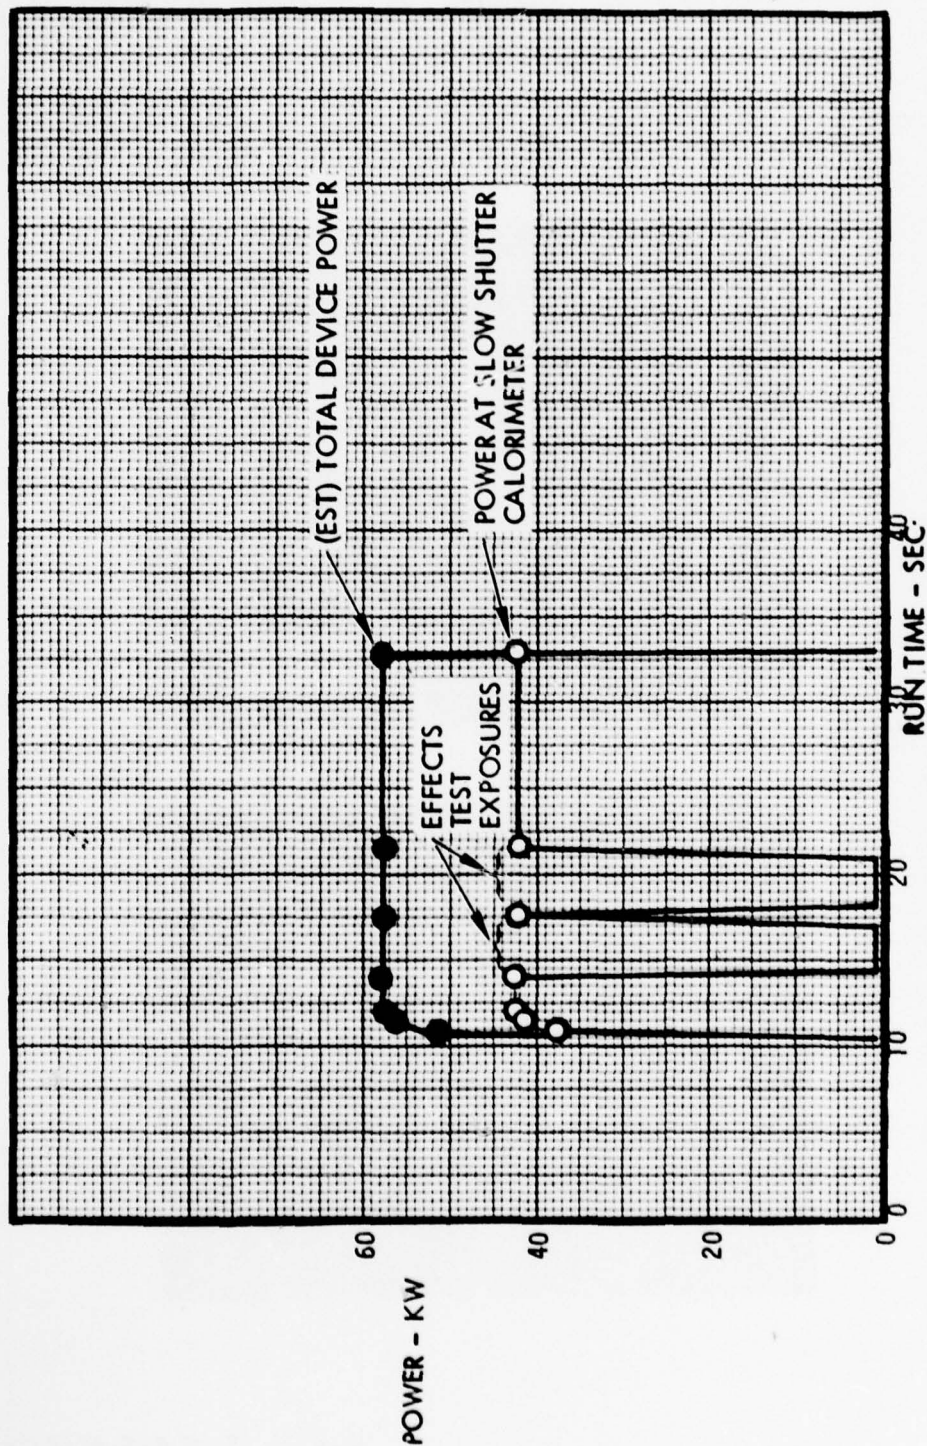 (EST) TOTAL DEVICE POWER
POWER AT SLOW SHUTTER
CALORIMETER
EFFECTS
TEST
EXPOSURES
POWER - KW
60
40
20
0
0
10
20
30
40
RUN TIME - SEC.